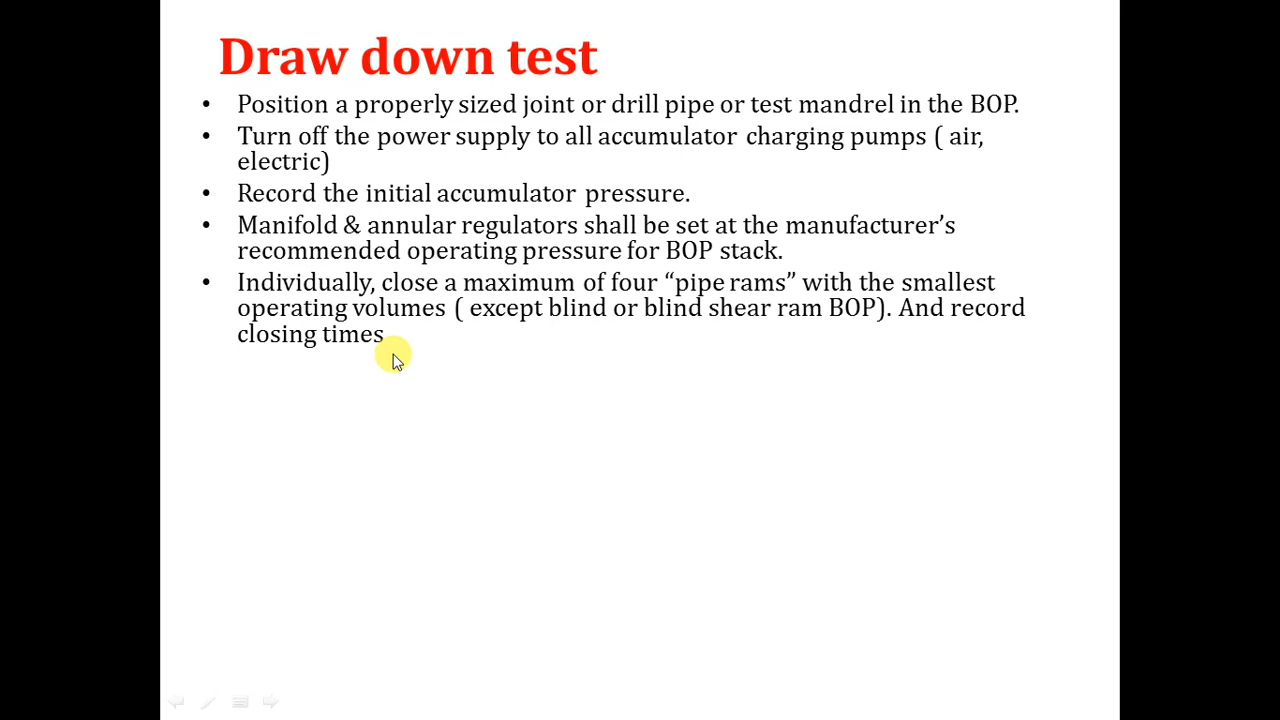 Draw down test
• Position a properly sized joint or drill pipe or test mandrel in the BOP.
• Turn off the power supply to all accumulator charging pumps ( air,
electric)
• Record the initial accumulator pressure.
• Manifold & annular regulators shall be set at the manufacturer’s
recommended operating pressure for BOP stack.
• Individually, close a maximum of four “pipe rams” with the smallest
operating volumes ( except blind or blind shear ram BOP). And record
closing times